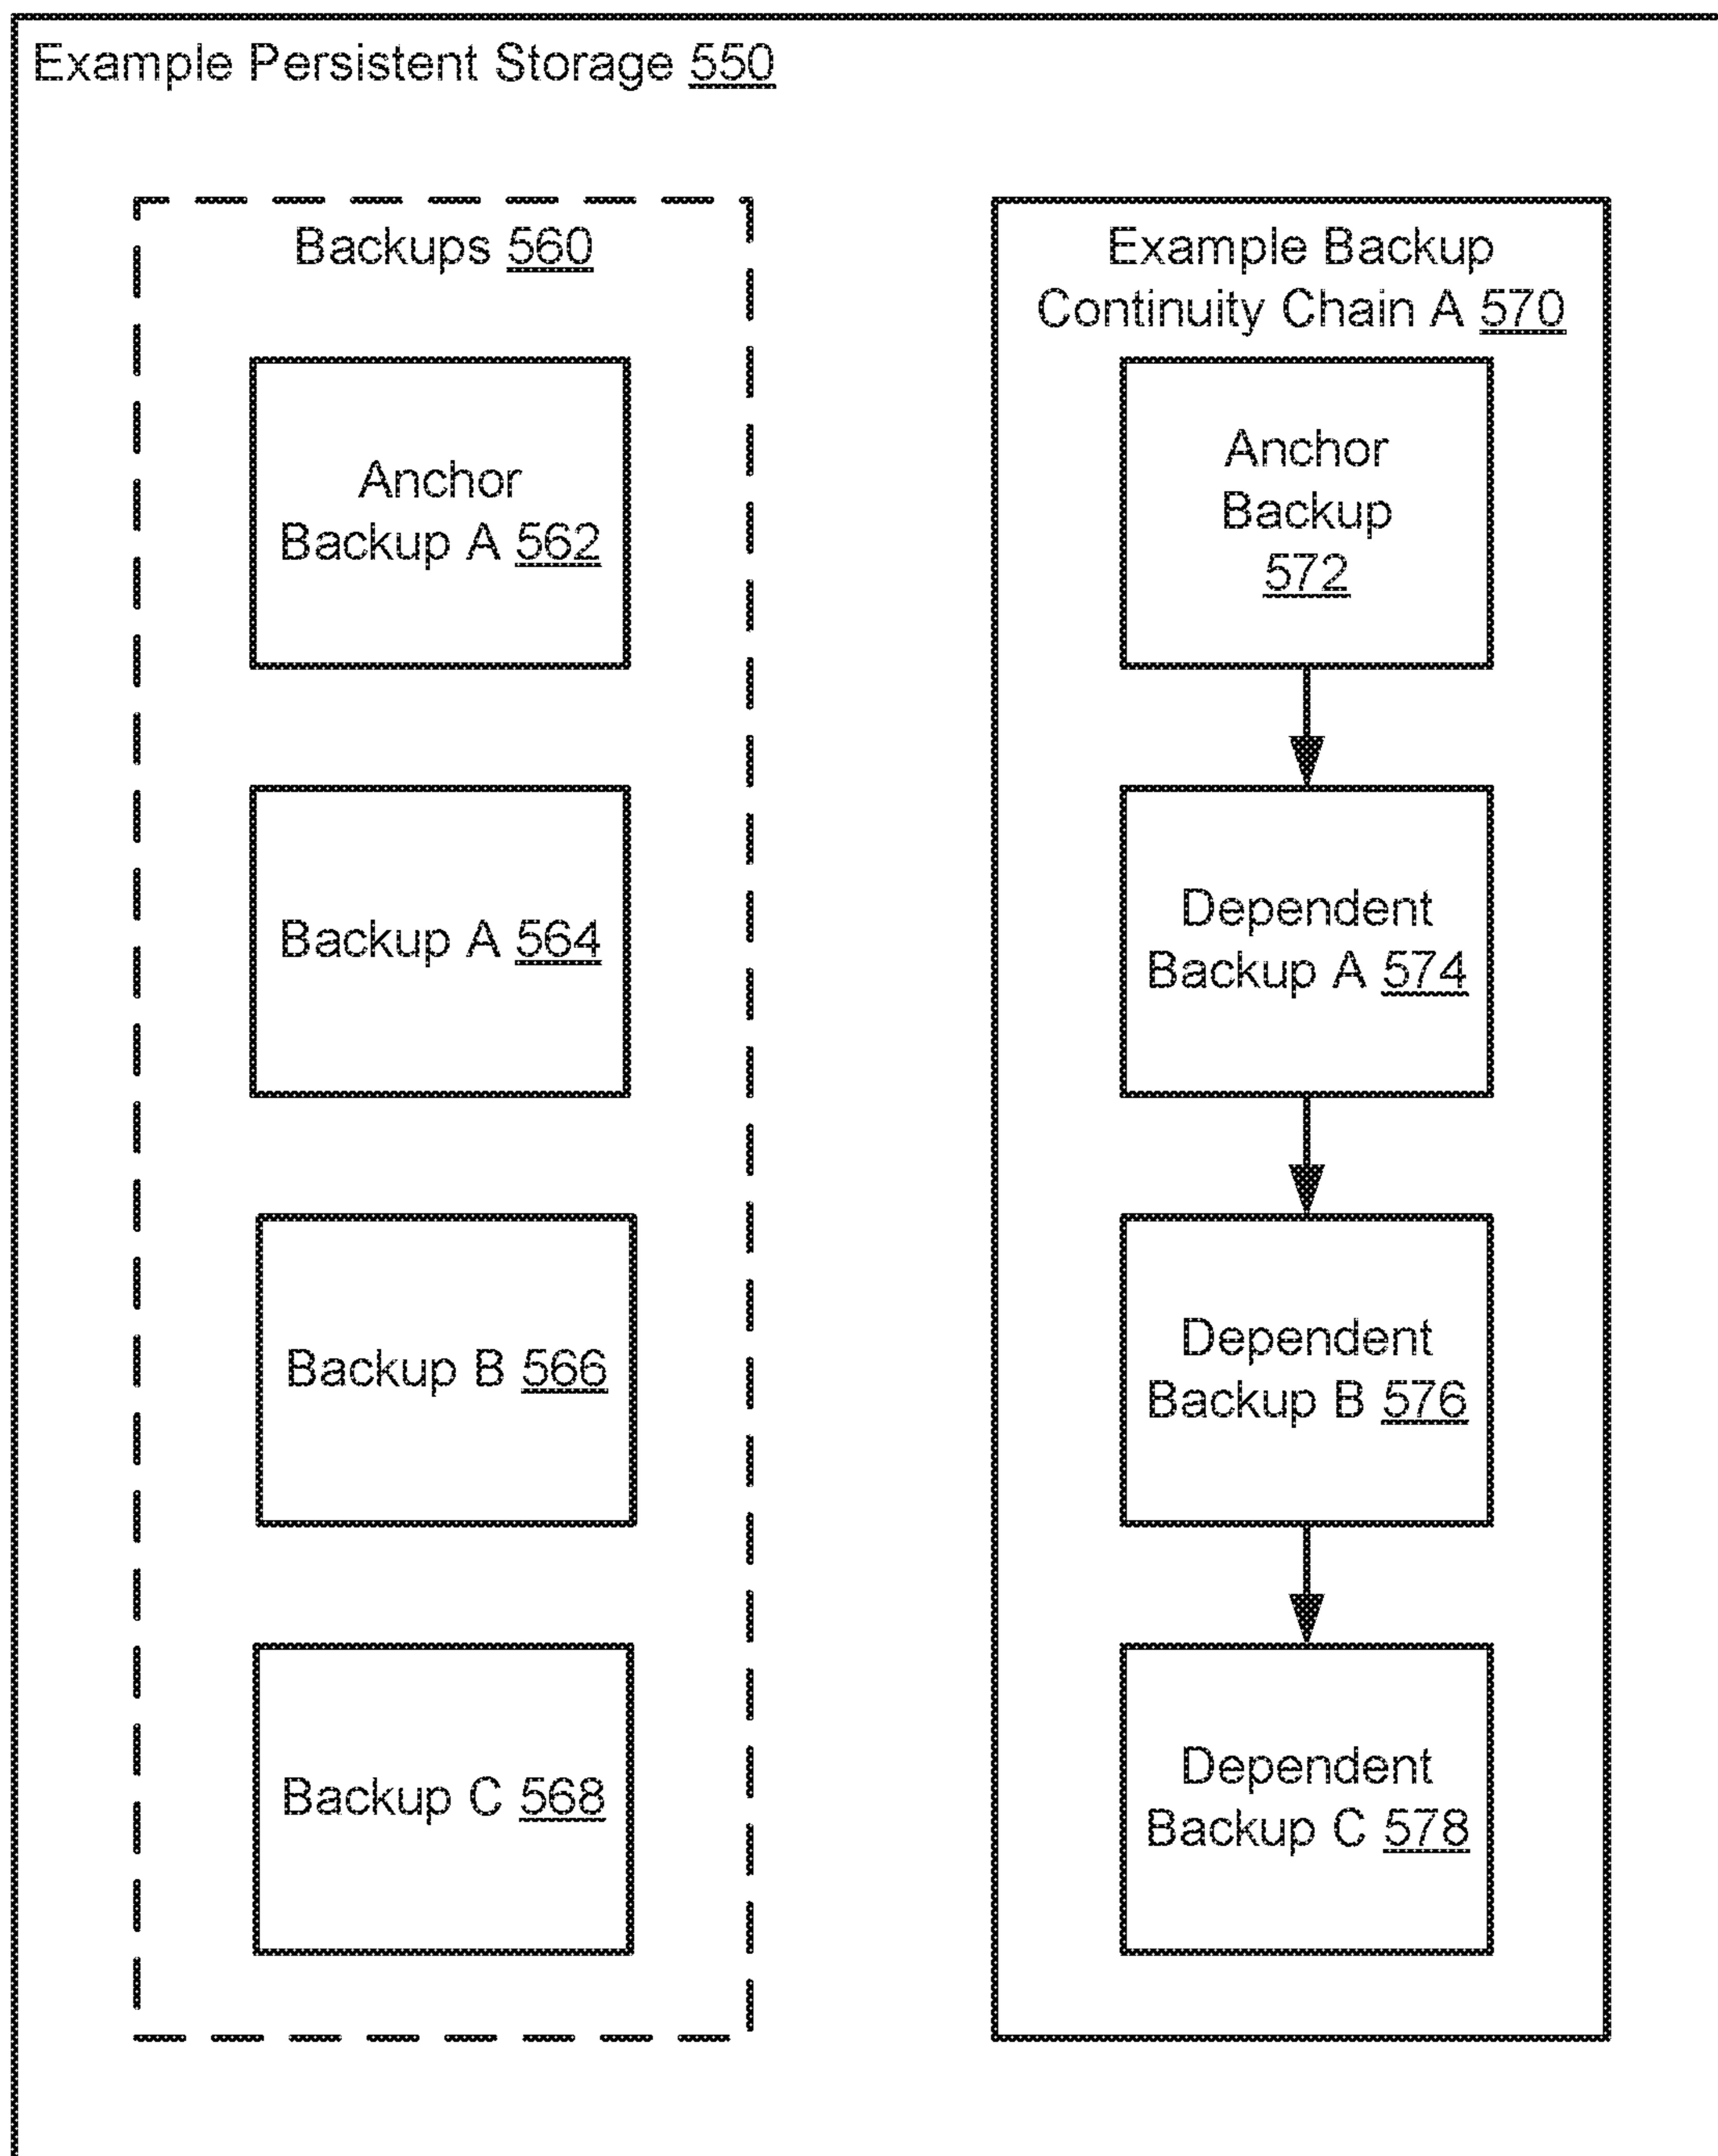 Example Persistent Storage 550
Backups 560
Anchor
Backup A 562
Backup A 564
Backup B 566
Backup C 568
Example Backup
Continuity Chain A 570
Anchor
Backup
572
Dependent
Backup A 574
Dependent
Backup B 576
Dependent
Backup C 578